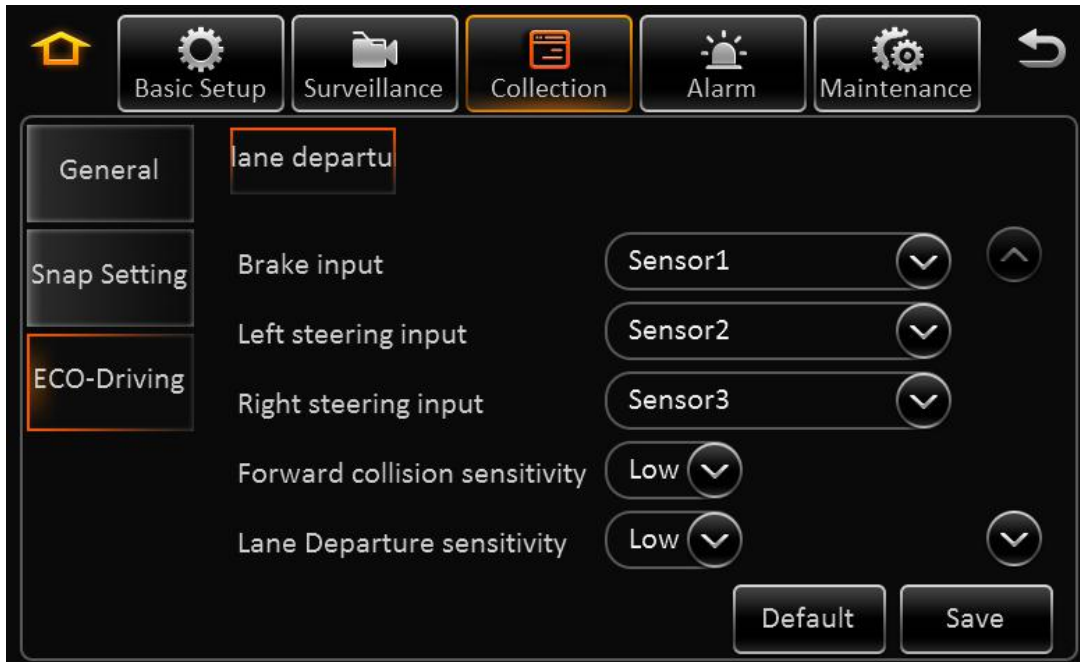 Basic Setup
Surveillance
Collection
Alarm
Maintenance
General
lane departu
Snap Setting
ECO-Driving
Brake input
Sensor1
Left steering input
Sensor2
Right steering input
Sensor3
Forward collision sensitivity
Low
Lane Departure sensitivity
Low
Default
Save